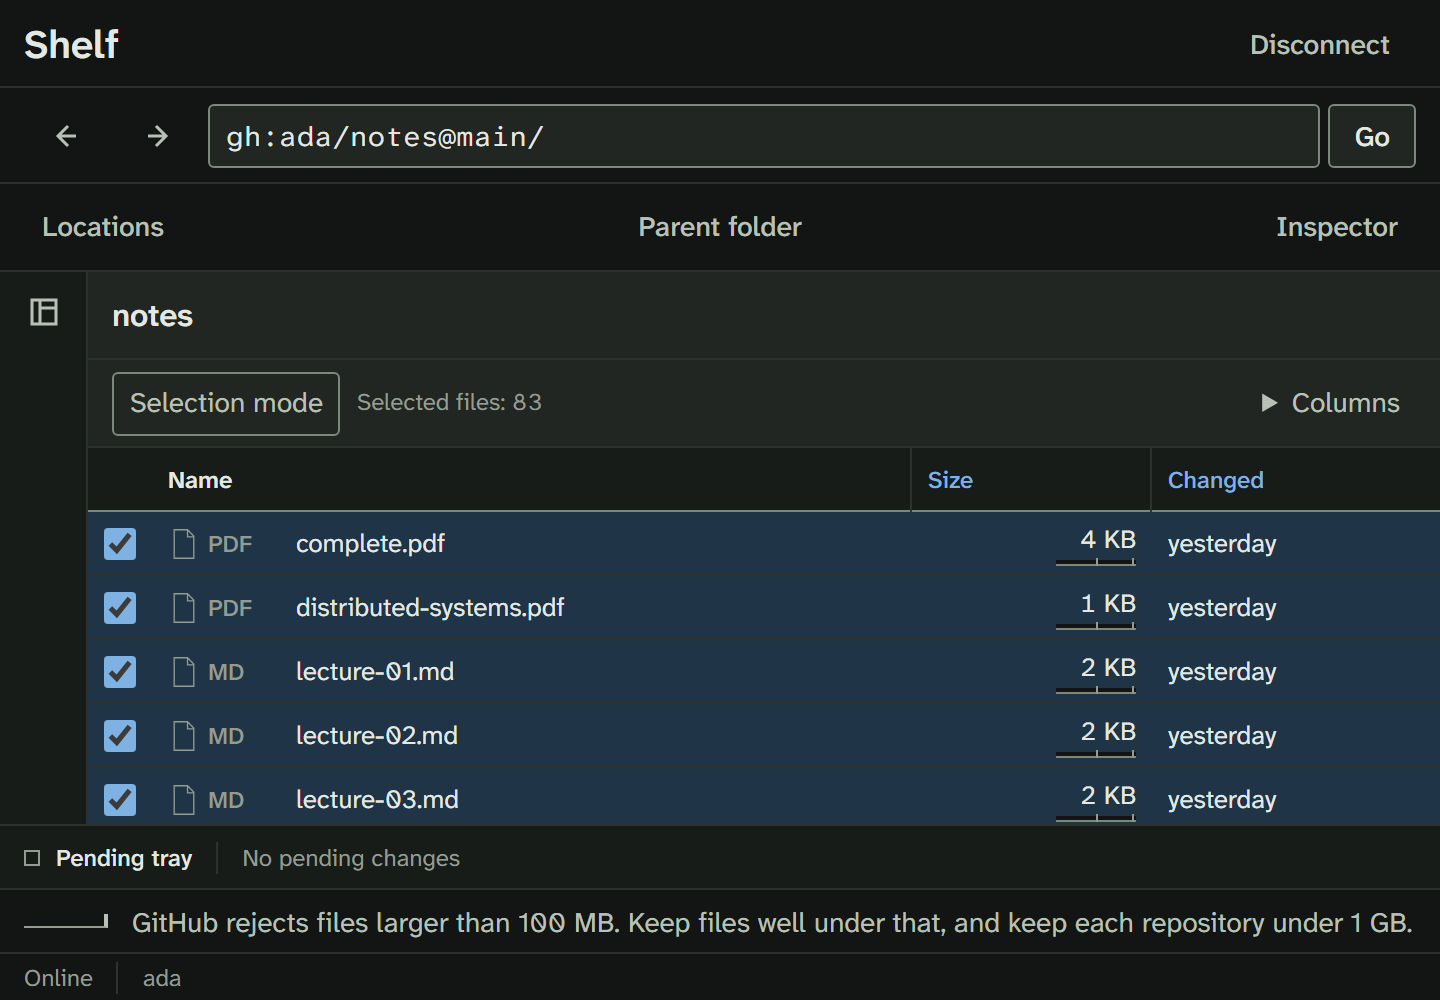 Shelf
Disconnect
gh:ada/notes@main/
Go
Locations
Parent folder
Inspector
notes
Selection mode
Selected files: 83
Columns
Name
Size
Changed
PDF complete.pdf 4 KB yesterday
PDF distributed-systems.pdf 1 KB yesterday
MD lecture-01.md 2 KB yesterday
MD lecture-02.md 2 KB yesterday
MD lecture-03.md 2 KB yesterday
Pending tray
No pending changes
GitHub rejects files larger than 100 MB. Keep files well under that, and keep each repository under 1 GB.
Online
ada